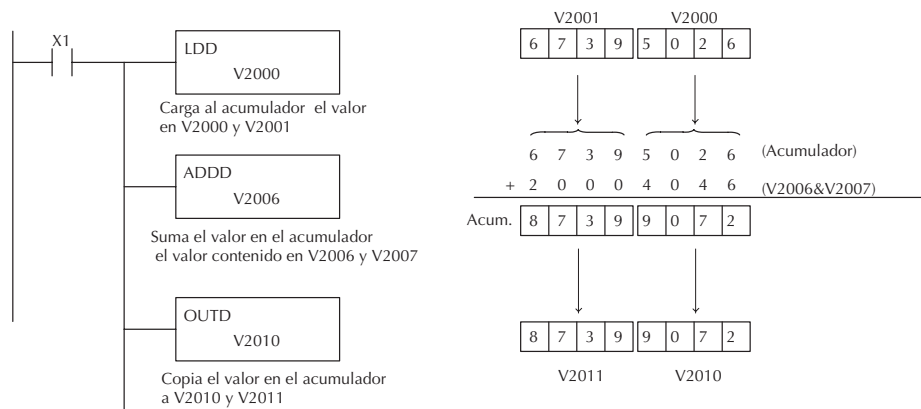 X1
LDD
V2000
Carga al acumulador el valor
en V2000 y V2001
ADDD
V2006
Suma el valor en el acumulador
el valor contenido en V2006 y V2007
OUTD
V2010
Copia el valor en el acumulador
a V2010 y V2011
V2001 V2000
6 7 3 9 5 0 2 6
6 7 3 9 5 0 2 6 (Acumulador)
+ 2 0 0 0 4 0 4 6 (V2006&V2007)
Acum. 8 7 3 9 9 0 7 2
8 7 3 9 9 0 7 2
V2011 V2010